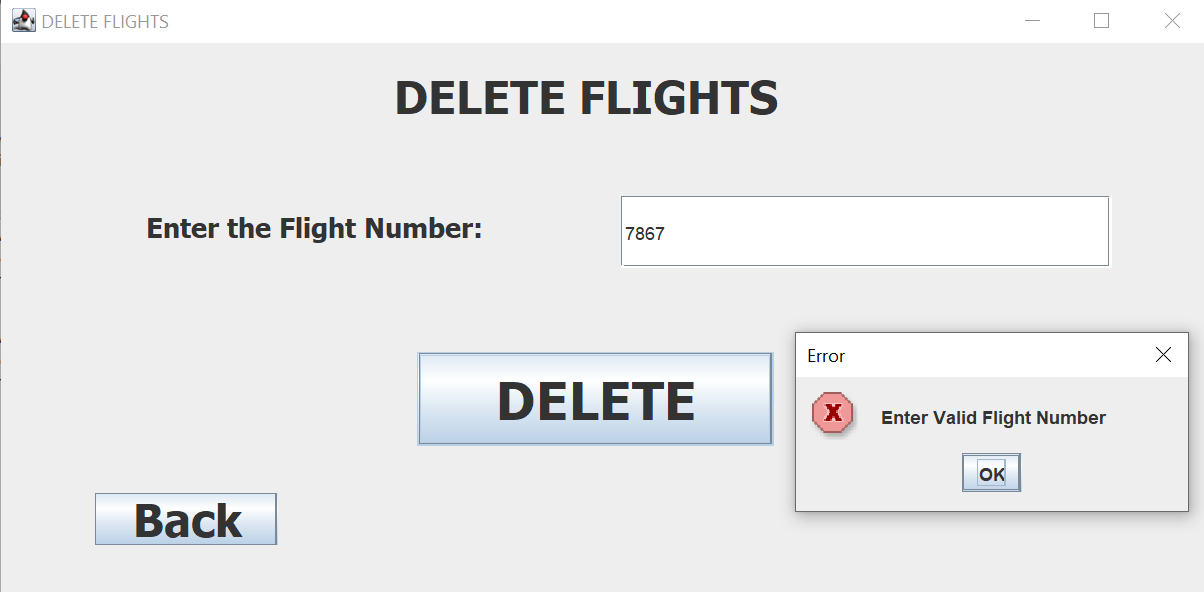 DELETE FLIGHTS
DELETE FLIGHTS
Enter the Flight Number:
7867
DELETE
Error
Enter Valid Flight Number
OK
Back